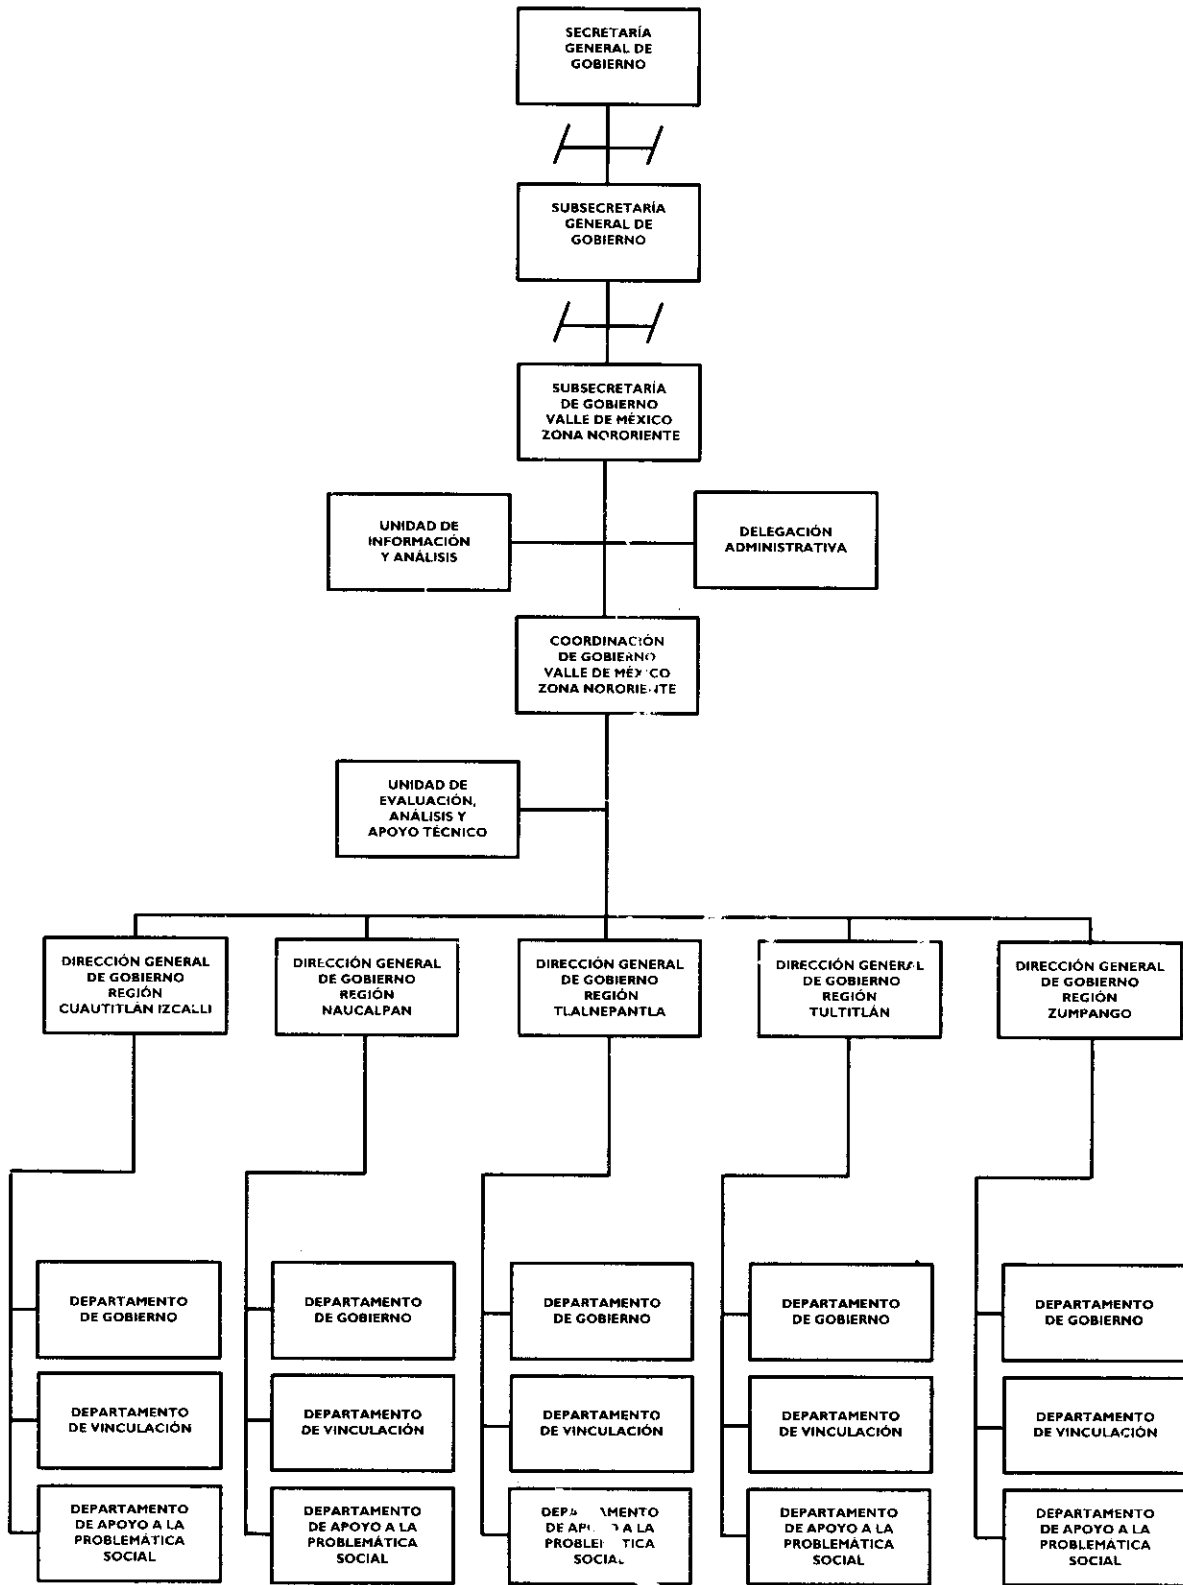 SECRETARÍA
GENERAL DE
GOBIERNO
SUBSECRETARÍA
GENERAL DE
GOBIERNO
SUBSECRETARÍA
DE GOBIERNO
VALLE DE MÉXICO
ZONA NORORIENTE
UNIDAD DE
INFORMACIÓN
Y ANÁLISIS
DELEGACIÓN
ADMINISTRATIVA
COORDINACIÓN
DE GOBIERNO
VALLE DE MÉXICO
ZONA NORORIENTE
UNIDAD DE
EVALUACIÓN,
ANÁLISIS Y
APOYO TÉCNICO
DIRECCIÓN GENERAL
DE GOBIERNO
REGIÓN
CUAUTITLÁN IZCALLI
DIRECCIÓN GENERAL
DE GOBIERNO
REGIÓN
NAUCALPAN
DIRECCIÓN GENERAL
DE GOBIERNO
REGIÓN
TLALNEPANTLA
DIRECCIÓN GENERAL
DE GOBIERNO
REGIÓN
TULTITLÁN
DIRECCIÓN GENERAL
DE GOBIERNO
REGIÓN
ZUMPANGO
DEPARTAMENTO
DE GOBIERNO
DEPARTAMENTO
DE GOBIERNO
DEPARTAMENTO
DE GOBIERNO
DEPARTAMENTO
DE GOBIERNO
DEPARTAMENTO
DE GOBIERNO
DEPARTAMENTO
DE VINCULACIÓN
DEPARTAMENTO
DE VINCULACIÓN
DEPARTAMENTO
DE VINCULACIÓN
DEPARTAMENTO
DE VINCULACIÓN
DEPARTAMENTO
DE VINCULACIÓN
DEPARTAMENTO
DE APOYO A LA
PROBLEMÁTICA
SOCIAL
DEPARTAMENTO
DE APOYO A LA
PROBLEMÁTICA
SOCIAL
DEPARTAMENTO
DE APOYO A LA
PROBLEMÁTICA
SOCIAL
DEPARTAMENTO
DE APOYO A LA
PROBLEMÁTICA
SOCIAL
DEPARTAMENTO
DE APOYO A LA
PROBLEMÁTICA
SOCIAL